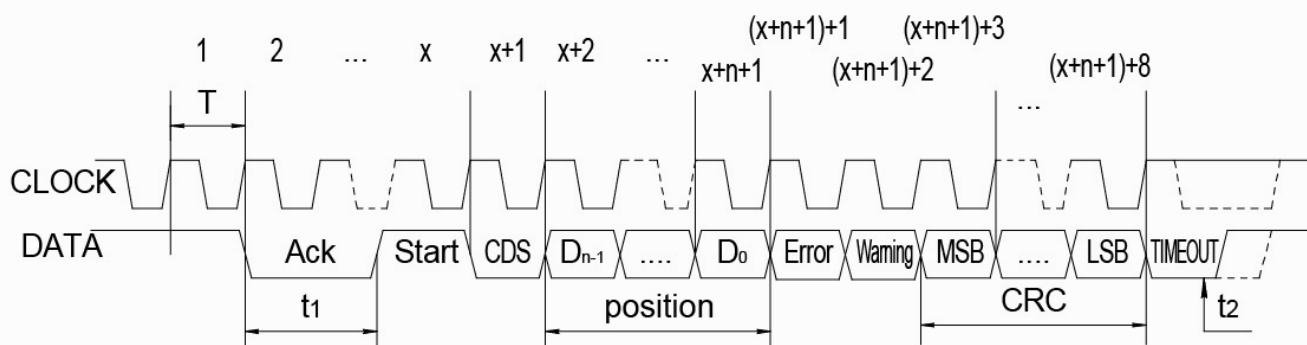 (x+n+1)+1 (x+n+1)+3
1 2 ... x x+1 x+2 ...
x+n+1 (x+n+1)+2 (x+n+1)+8
T ...
CLOCK
DATA Ack Start CDS Dn-1 .... D0 Error Warning MSB .... LSB TIMEOUT
t1 position CRC t2